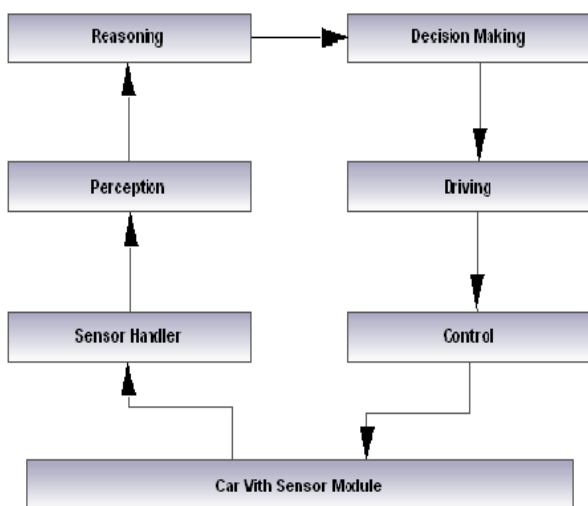 Reasoning
Decision Making
Perception
Driving
Sensor Handler
Control
Car Vith Sensor Module